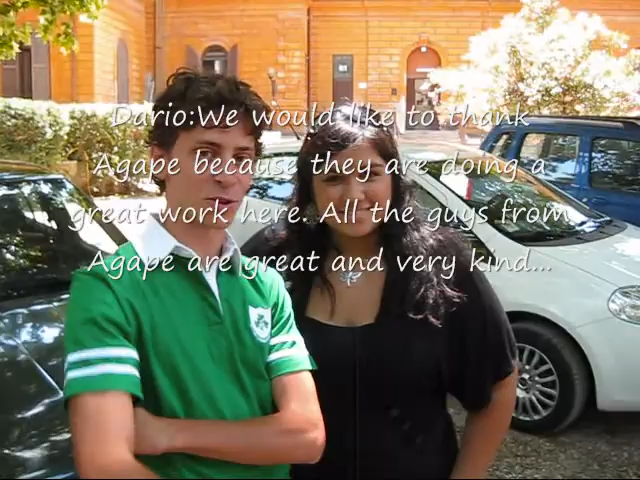 Dario:We would like to thank
Agape because they are doing a
great work here. All the guys from
Agape are great and very kind...